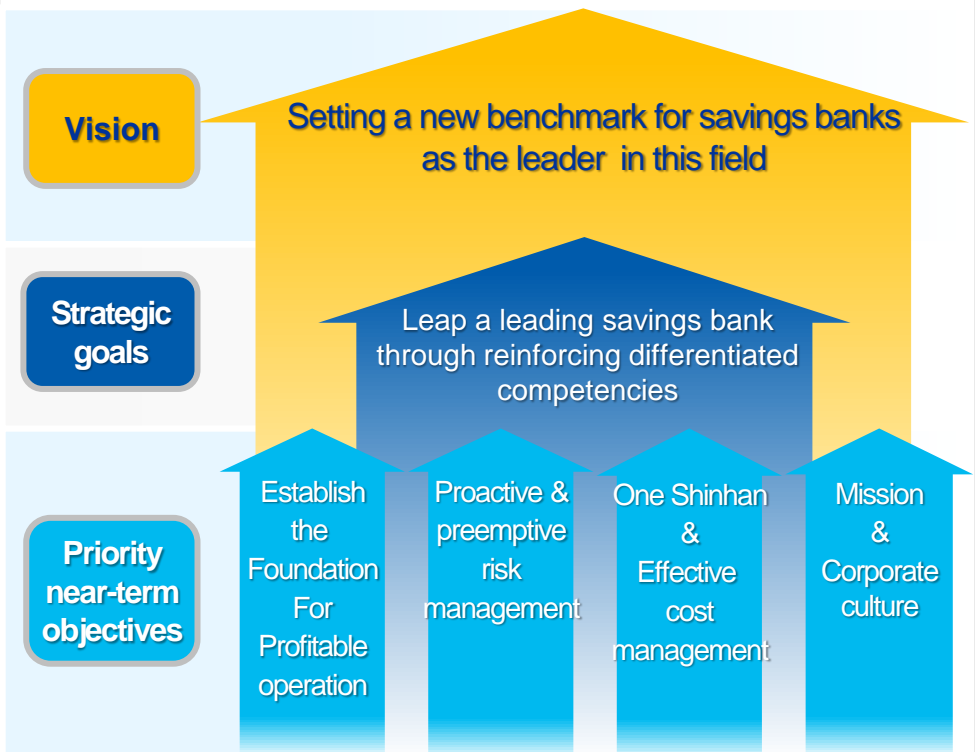 Vision
Setting a new benchmark for savings banks
as the leader in this field
Strategic
goals
Leap a leading savings bank
through reinforcing differentiated
competencies
Priority
near-term
objectives
Establish
the
Foundation
For
Profitable
operation
Proactive &
preemptive
risk
management
One Shinhan
&
Effective
cost
management
Mission
&
Corporate
culture